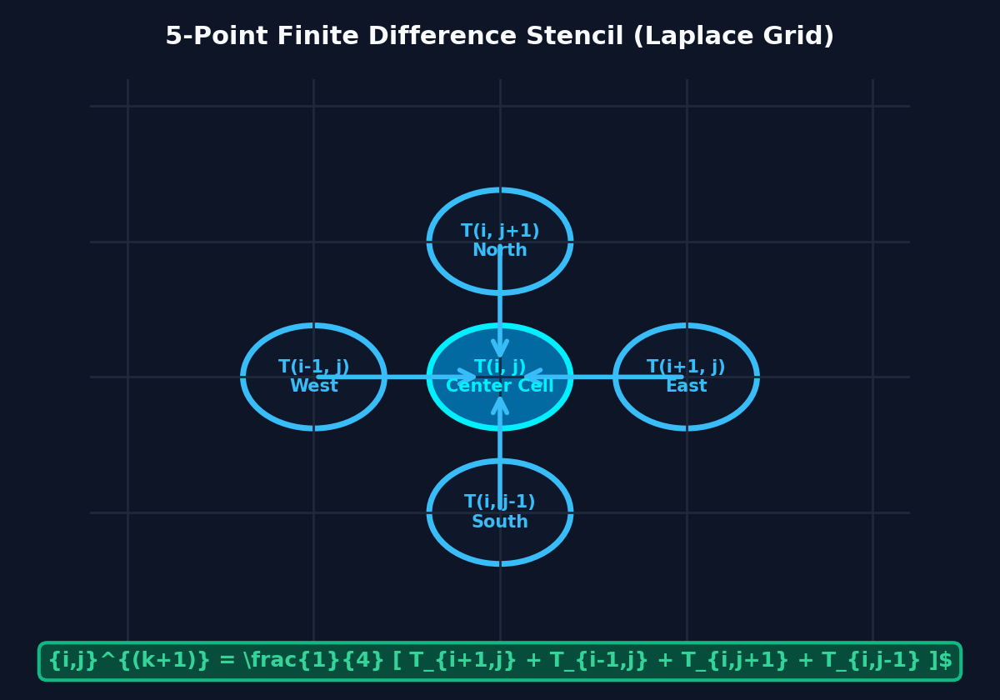 5-Point Finite Difference Stencil (Laplace Grid)
T(i, j+1)
North
T(i-1, j)
West
T(i, j)
Center Cell
T(i+1, j)
East
T(i, j-1)
South
{i,j}^{(k+1)} = \frac{1}{4} [ T_{i+1,j} + T_{i-1,j} + T_{i,j+1} + T_{i,j-1} ]$